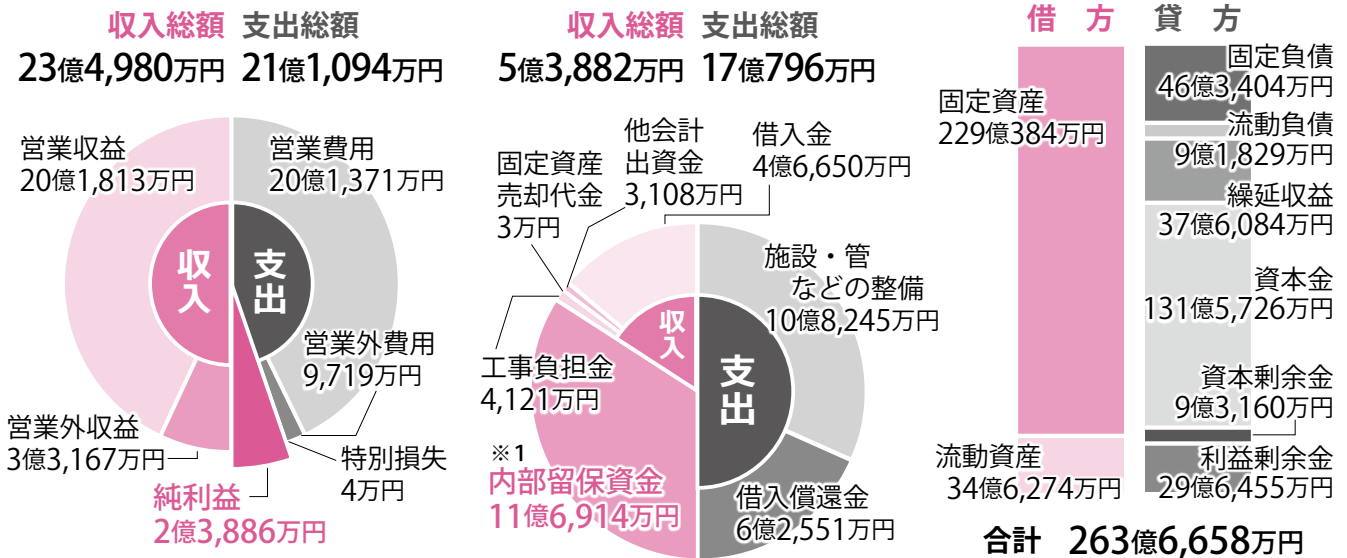 収入総額 支出総額
23億4,980万円 21億1,094万円
営業収益
20億1,813万円
営業費用
20億1,371万円
収入
支出
営業外費用
9,719万円
営業外収益
3億3,167万円
特別損失
4万円
純利益
2億3,886万円
収入総額 支出総額
5億3,882万円 17億796万円
固定資産
売却代金
3万円
他会計
出資金
3,108万円
借入金
4億6,650万円
施設・管
などの整備
10億8,245万円
収入
支出
工事負担金
4,121万円
※1
内部留保資金
11億6,914万円
借入償還金
6億2,551万円
借方 貸方
固定資産
229億384万円
流動資産
34億6,274万円
固定負債
46億3,404万円
流動負債
9億1,829万円
繰延収益
37億6,084万円
資本金
131億5,726万円
資本剰余金
9億3,160万円
利益剰余金
29億6,455万円
合計 263億6,658万円